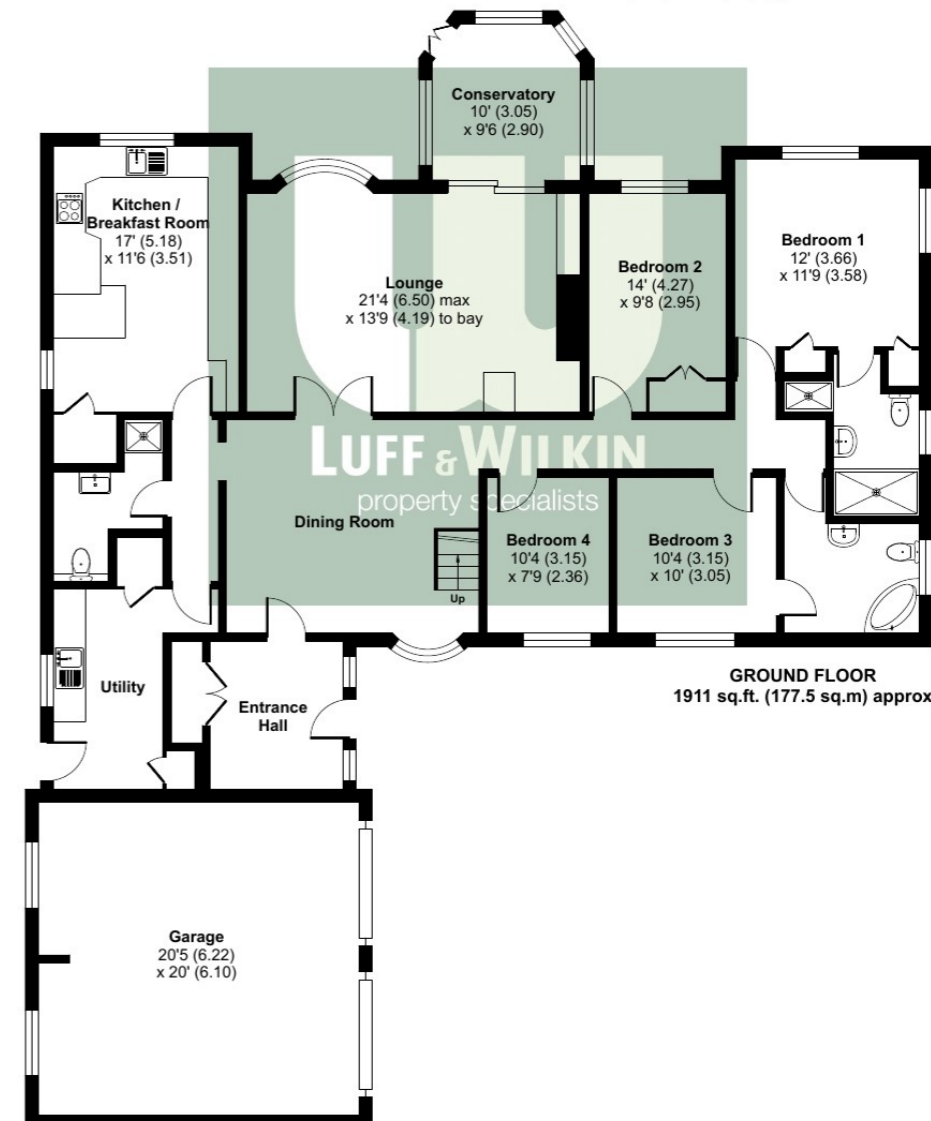 Conservatory
10' (3.05)
x 9'6 (2.90)
Kitchen /
Breakfast Room
17' (5.18)
x 11'6 (3.51)
Lounge
21'4 (6.50) max
x 13'9 (4.19) to bay
Bedroom 2
14' (4.27)
x 9'8 (2.95)
Bedroom 1
12' (3.66)
x 11'9 (3.58)
LUFF & WILKIN
property specialists
Dining Room
Up
Bedroom 4
10'4 (3.15)
x 7'9 (2.36)
Bedroom 3
10'4 (3.15)
x 10' (3.05)
Utility
Entrance
Hall
GROUND FLOOR
1911 sq.ft. (177.5 sq.m) approx
Garage
20'5 (6.22)
x 20' (6.10)